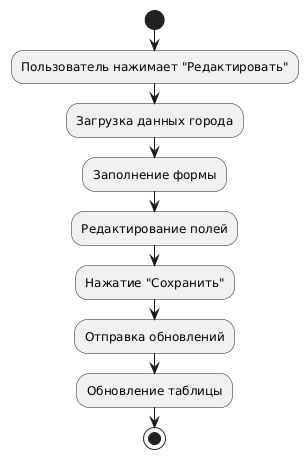 Пользователь нажимает "Редактировать"
Загрузка данных города
Заполнение формы
Редактирование полей
Нажатие "Сохранить"
Отправка обновлений
Обновление таблицы